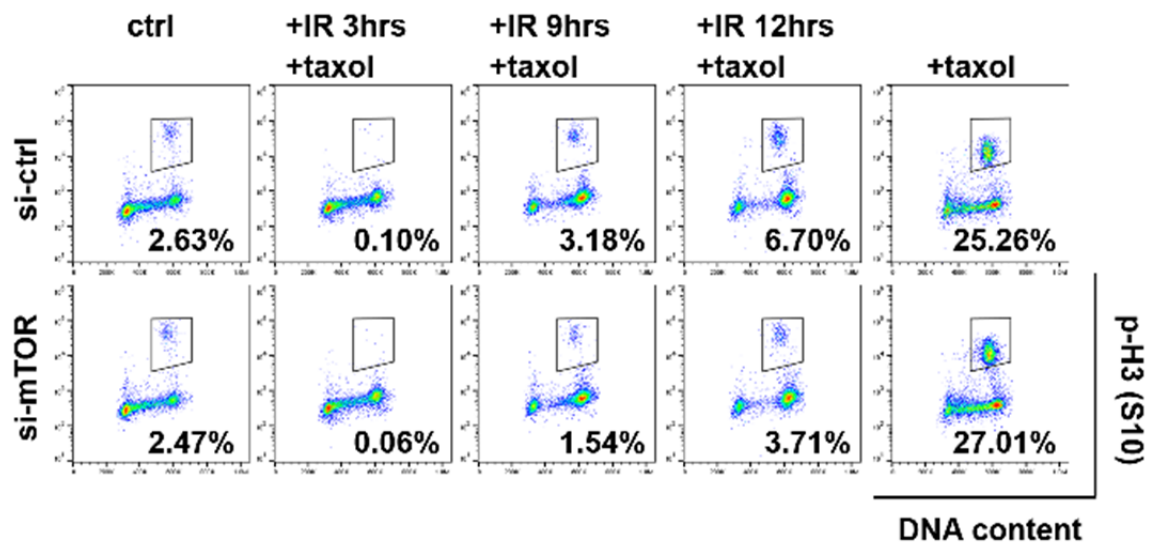 ctrl
+IR 3hrs
+taxol
+IR 9hrs
+taxol
+IR 12hrs
+taxol
+taxol
si-ctrl
2.63%
0.10%
3.18%
6.70%
25.26%
si-mTOR
2.47%
0.06%
1.54%
3.71%
27.01%
p-H3 (S10)
DNA content